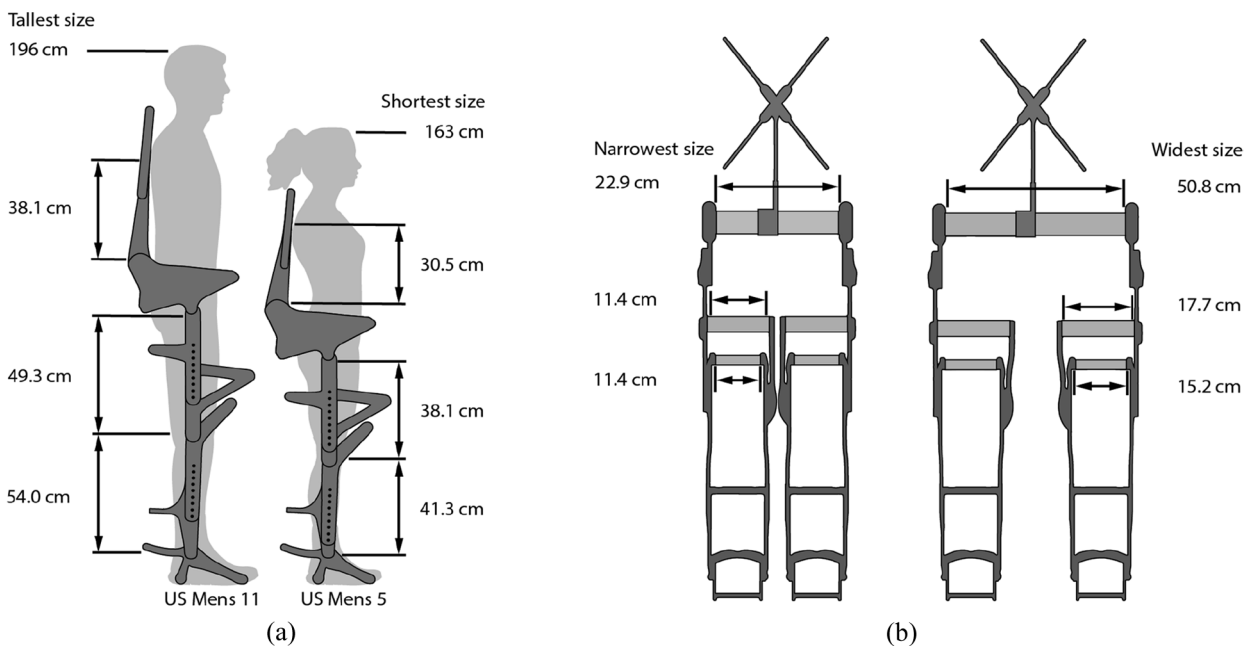 Tallest size
196 cm
Shortest size
163 cm
38.1 cm
30.5 cm
49.3 cm
38.1 cm
54.0 cm
41.3 cm
US Mens 11
US Mens 5
(a)
Narrowest size
22.9 cm
Widest size
50.8 cm
11.4 cm
17.7 cm
11.4 cm
15.2 cm
(b)